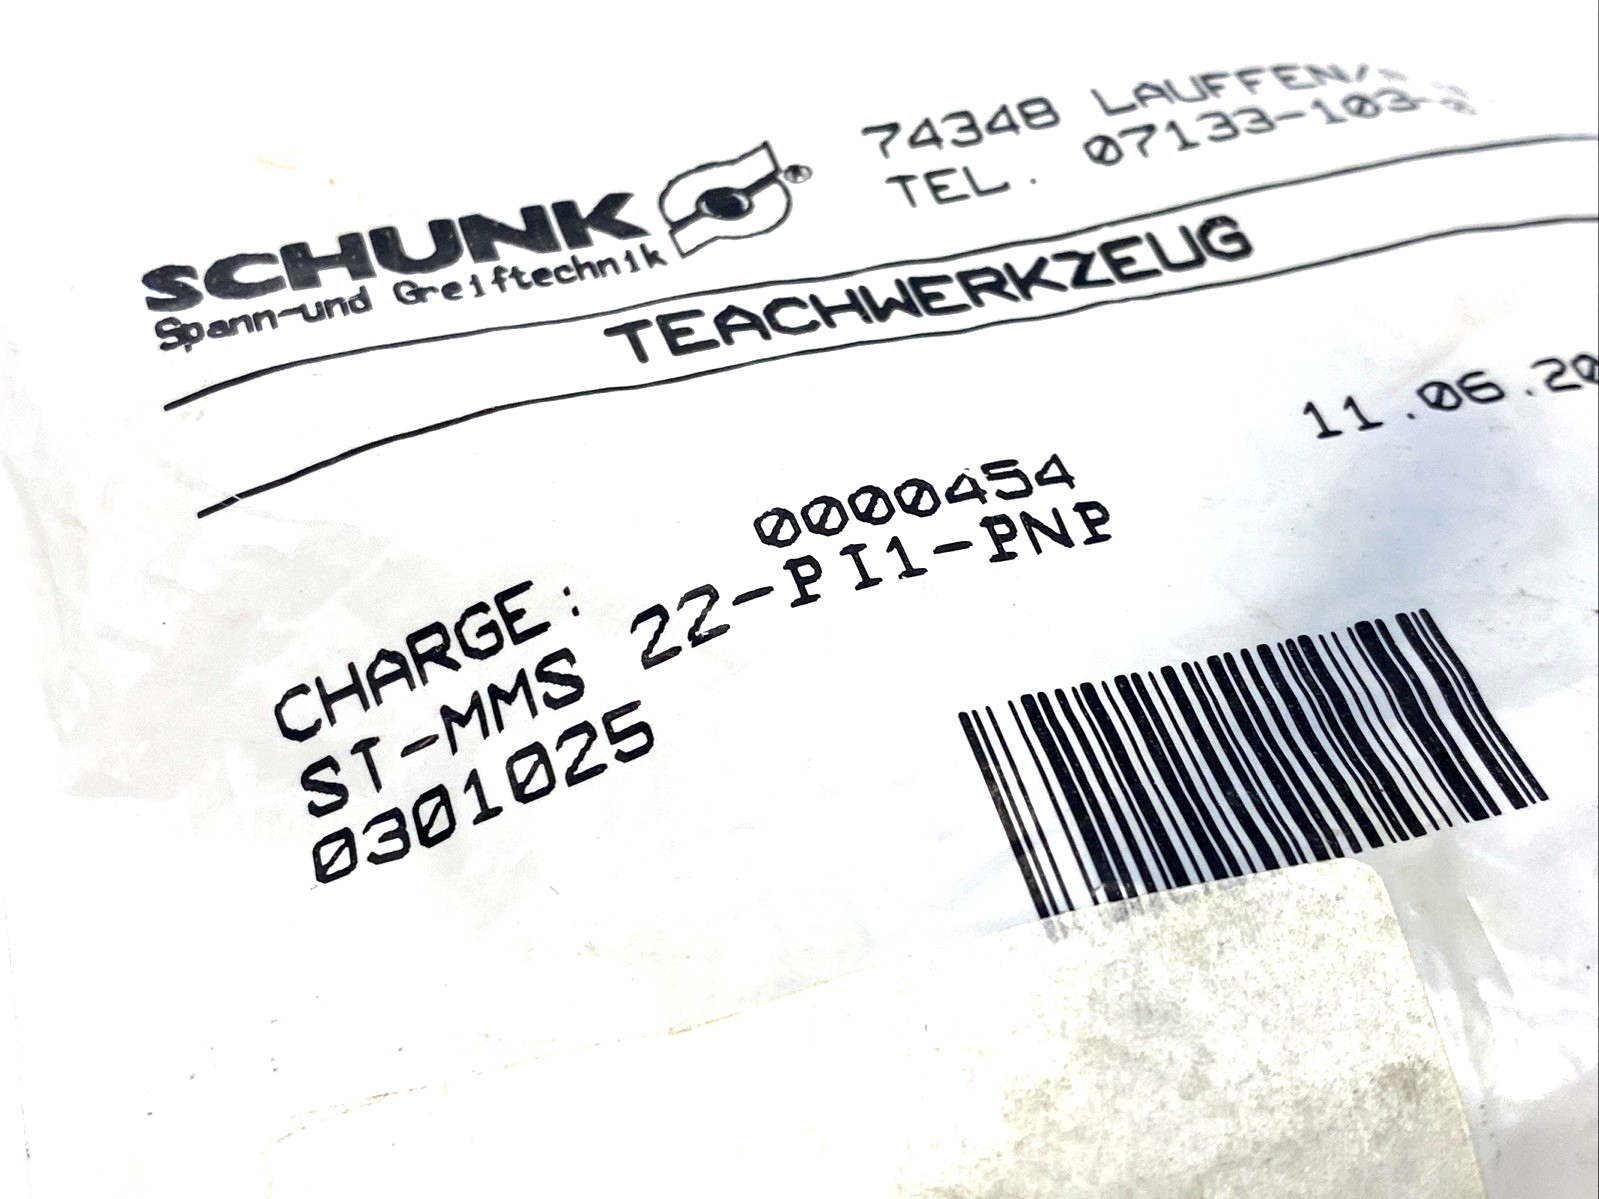 SCHUNK ®
Spann-und Greiftechnik
74348 LAUFFEN/
TEL. 07133-103-
TEACHWERKZEUG
11.06.20
CHARGE: 0000454
ST-MMS 22-PI1-PNP
0301025